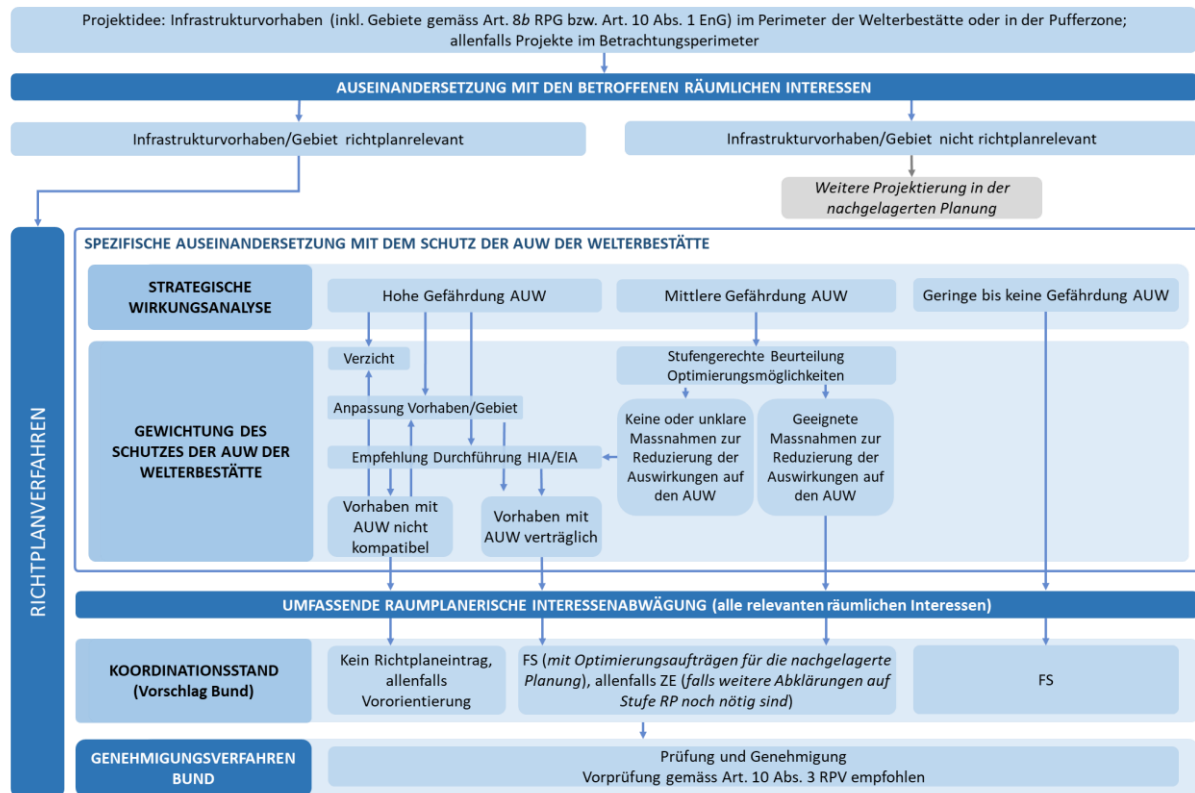 Projektidee: Infrastrukturvorhaben (inkl. Gebiete gemäss Art. 8b RPG bzw. Art. 10 Abs. 1 EnG) im Perimeter der Welterbestätte oder in der Pufferzone;
allenfalls Projekte im Betrachtungsperimeter
AUSEINANDERSETZUNG MIT DEN BETROFFENEN RÄUMLICHEN INTERESSEN
Infrastrukturvorhaben/Gebiet richtplanrelevant
Infrastrukturvorhaben/Gebiet nicht richtplanrelevant
Weitere Projektierung in der
nachgelagerten Planung
RICHTPLANVERFAHREN
SPEZIFISCHE AUSEINANDERSETZUNG MIT DEM SCHUTZ DER AUW DER WELTERBESTÄTTE
STRATEGISCHE
WIRKUNGSANALYSE
Hohe Gefährdung AUW
Mittlere Gefährdung AUW
Geringe bis keine Gefährdung AUW
GEWICHTUNG DES
SCHUTZES DER AUW DER
WELTERBESTÄTTE
Verzicht
Stufengerechte Beurteilung
Optimierungsmöglichkeiten
Anpassung Vorhaben/Gebiet
Empfehlung Durchführung HIA/EIA
Keine oder unklare
Massnahmen zur
Reduzierung der
Auswirkungen auf
den AUW
Geeignete
Massnahmen zur
Reduzierung der
Auswirkungen auf
den AUW
Vorhaben mit
AUW nicht
kompatibel
Vorhaben mit
AUW verträglich
UMFASSENDE RAUMPLANERISCHE INTERESSENABWÄGUNG (alle relevanten räumlichen Interessen)
KOORDINATIONSSTAND
(Vorschlag Bund)
Kein Richtplaneintrag,
allenfalls
Vororientierung
FS (mit Optimierungsaufträgen für die nachgelagerte
Planung), allenfalls ZE (falls weitere Abklärungen auf
Stufe RP noch nötig sind)
FS
GENEHMIGUNGSVERFAHREN
BUND
Prüfung und Genehmigung
Vorprüfung gemäss Art. 10 Abs. 3 RPV empfohlen